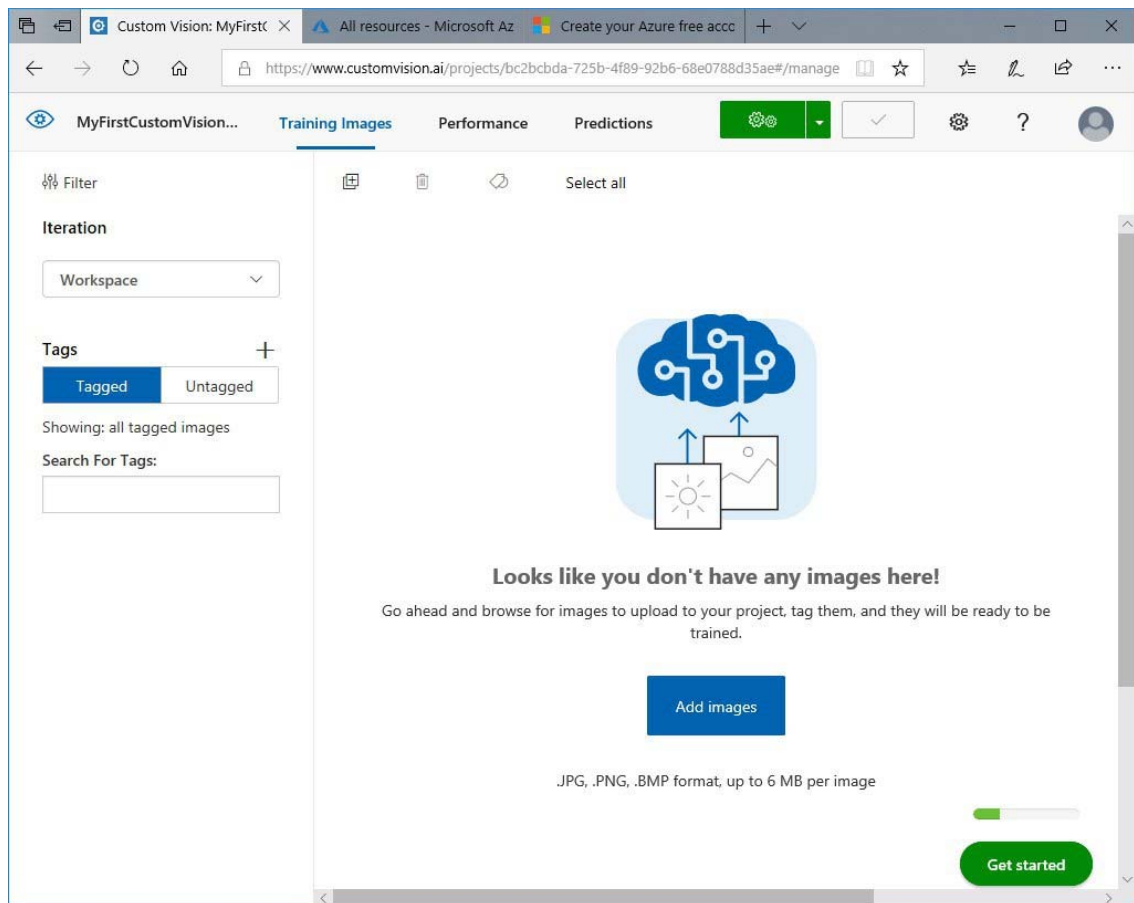 Custom Vision: MyFirstC
All resources - Microsoft Az
Create your Azure free acco
https://www.customvision.ai/projects/bc2bcbda-725b-4f89-92b6-68e0788d35ae#/manage
MyFirstCustomVision...
Training Images
Performance
Predictions
?
Filter
Select all
Iteration
Workspace
Tags
Tagged
Untagged
Showing: all tagged images
Search For Tags:
Looks like you don't have any images here!
Go ahead and browse for images to upload to your project, tag them, and they will be ready to be
trained.
Add images
.JPG, .PNG, .BMP format, up to 6 MB per image
Get started